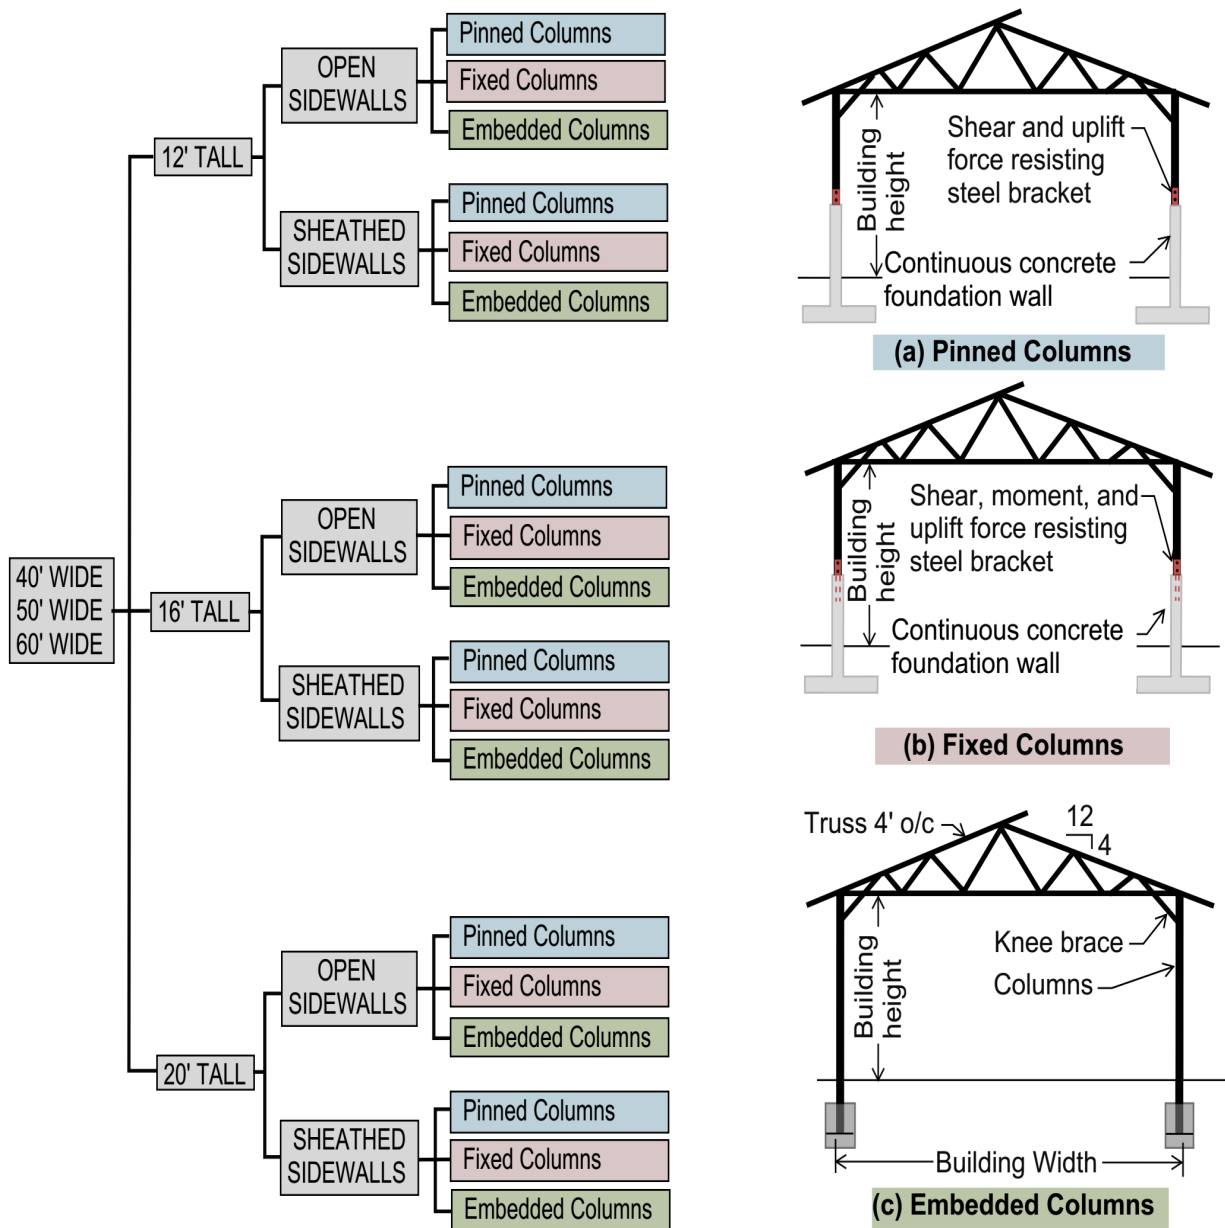 40' WIDE
50' WIDE
60' WIDE
12' TALL
OPEN
SIDEWALLS
Pinned Columns
Fixed Columns
Embedded Columns
SHEATHED
SIDEWALLS
Pinned Columns
Fixed Columns
Embedded Columns
16' TALL
OPEN
SIDEWALLS
Pinned Columns
Fixed Columns
Embedded Columns
SHEATHED
SIDEWALLS
Pinned Columns
Fixed Columns
Embedded Columns
20' TALL
OPEN
SIDEWALLS
Pinned Columns
Fixed Columns
Embedded Columns
SHEATHED
SIDEWALLS
Pinned Columns
Fixed Columns
Embedded Columns
Building
height
Shear and uplift
force resisting
steel bracket
Continuous concrete
foundation wall
(a) Pinned Columns
Building
height
Shear, moment, and
uplift force resisting
steel bracket
Continuous concrete
foundation wall
(b) Fixed Columns
Truss 4' o/c
12
4
Building
height
Knee brace
Columns
Building Width
(c) Embedded Columns